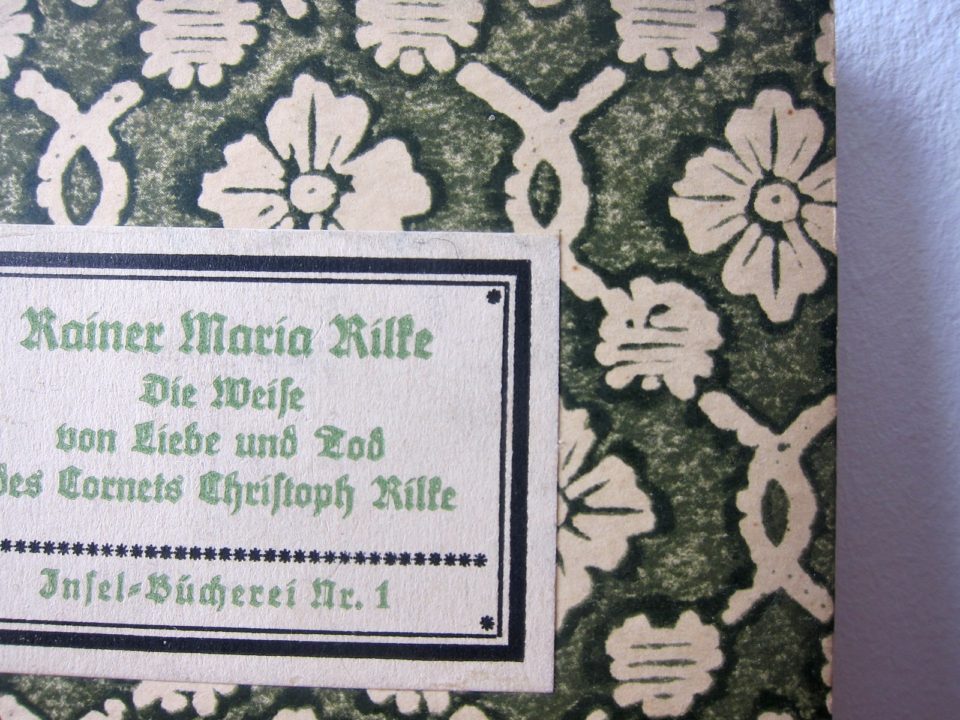 Rainer Maria Rilke
Die Weise
von Liebe und Tod
des Cornets Christoph Rilke
Insel-Bücherei Nr. 1